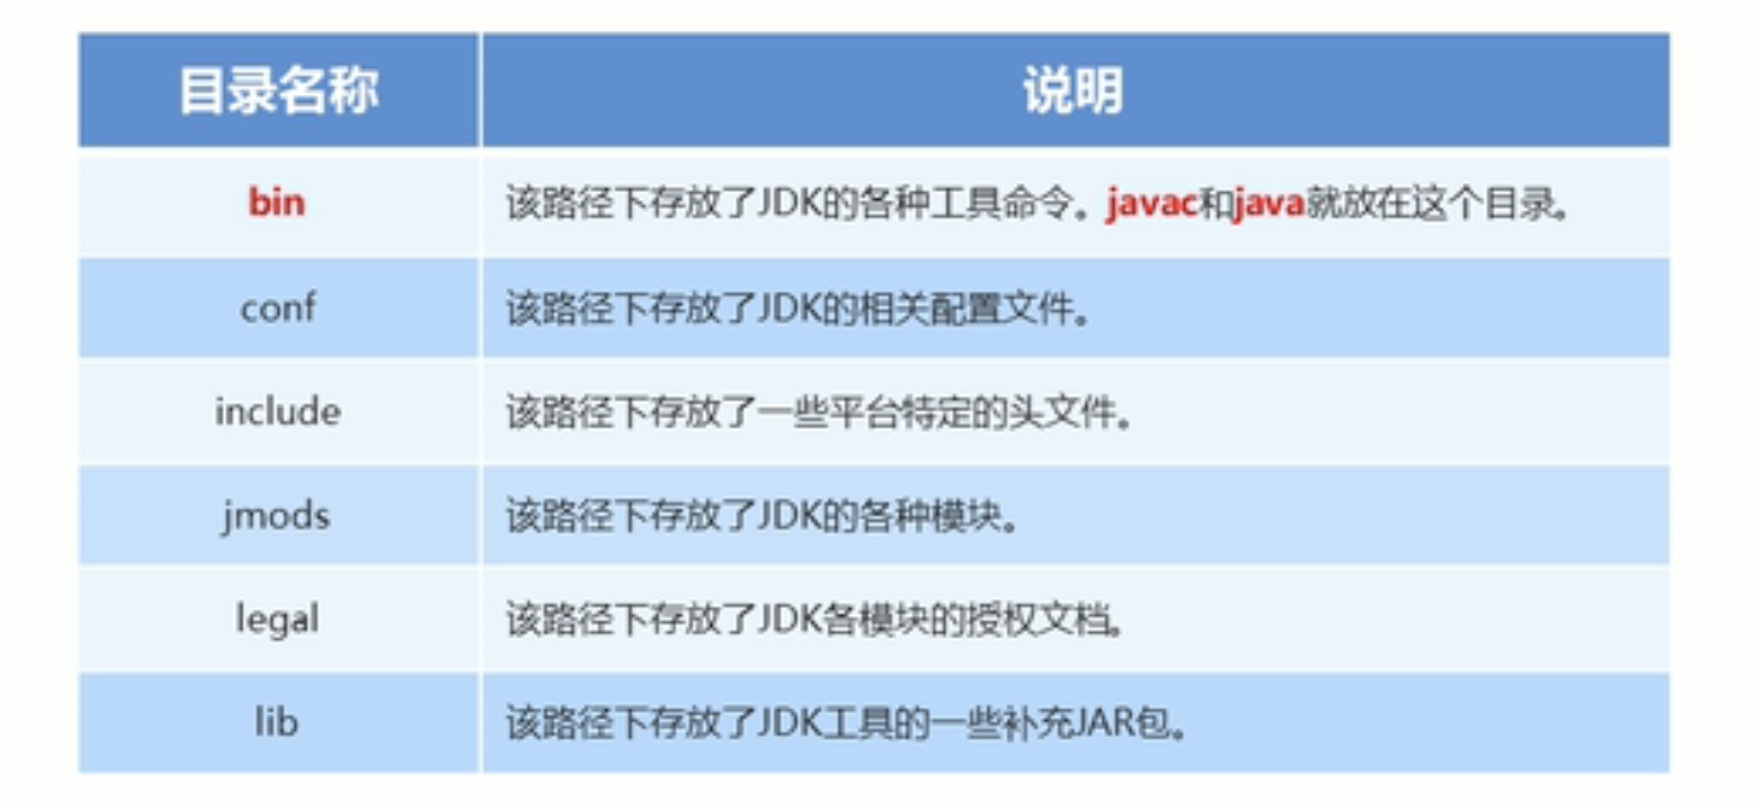 目录名称 说明
bin 该路径下存放了JDK的各种工具命令。javac和java就放在这个目录。
conf 该路径下存放了JDK的相关配置文件。
include 该路径下存放了一些平台特定的头文件。
jmods 该路径下存放了JDK的各种模块。
legal 该路径下存放了JDK各模块的授权文档。
lib 该路径下存放了JDK工具的一些补充JAR包。